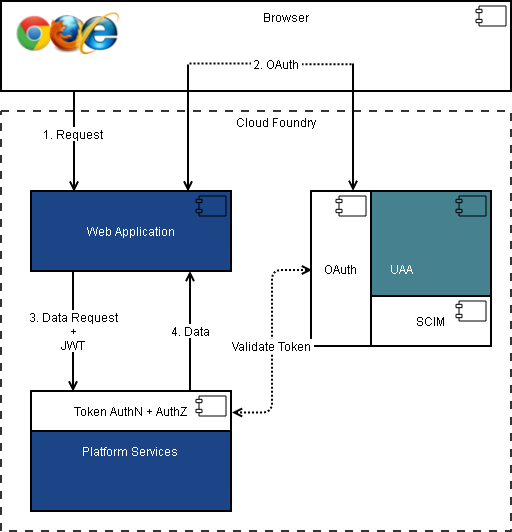 Browser
2. OAuth
Cloud Foundry
1. Request
Web Application
OAuth
UAA
SCIM
3. Data Request
+
JWT
4. Data
Validate Token
Token AuthN + AuthZ
Platform Services